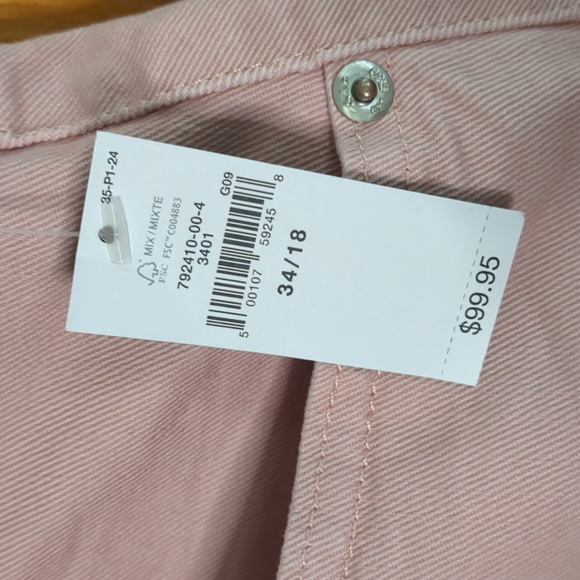 35-P1-24
MIX / MIXTE
FSC FSC™ C004883
792410-00-4 G09
3401
5 00107 59245 8
34/18
$99.95